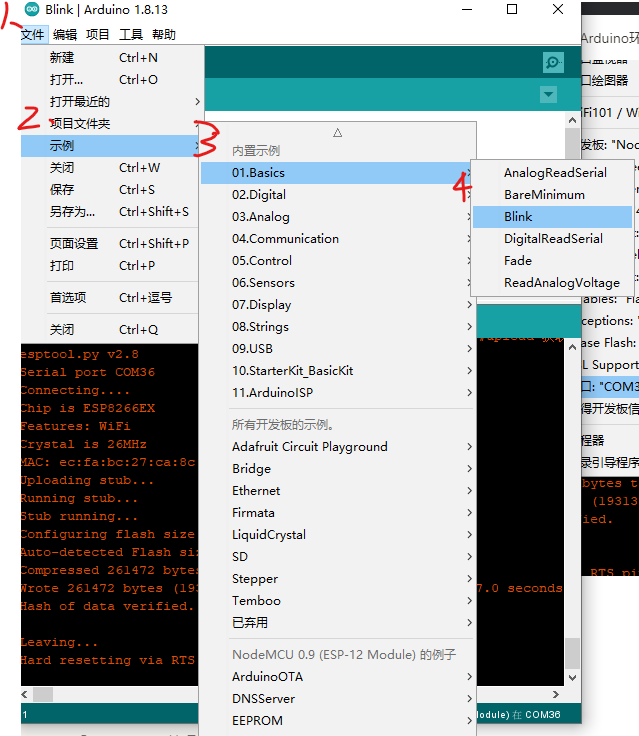 1、
Blink | Arduino 1.8.13
文件 编辑 项目 工具 帮助
新建 Ctrl+N
打开... Ctrl+O
打开最近的
2、
项目文件夹
3
示例
关闭 Ctrl+W
保存 Ctrl+S
另存为... Ctrl+Shift+S
页面设置 Ctrl+Shift+P
打印 Ctrl+P
首选项 Ctrl+逗号
关闭 Ctrl+Q
△
内置示例
01.Basics
02.Digital
03.Analog
04.Communication
05.Control
06.Sensors
07.Display
08.Strings
09.USB
10.StarterKit_BasicKit
11.ArduinoISP
所有开发板的示例。
Adafruit Circuit Playground
Bridge
Ethernet
Firmata
LiquidCrystal
SD
Stepper
Temboo
已弃用
NodeMCU 0.9 (ESP-12 Module) 的例子
ArduinoOTA
DNSServer
EEPROM
4
AnalogReadSerial
BareMinimum
Blink
DigitalReadSerial
Fade
ReadAnalogVoltage
esptool.py v2.8
Serial port COM36
Connecting....
Chip is ESP8266EX
Features: WiFi
Crystal is 26MHz
MAC: ec:fa:bc:27:ca:8c
Uploading stub...
Running stub...
Stub running...
Configuring flash size
Auto-detected Flash si
Compressed 261472 byte
Wrote 261472 bytes (19 7.0 seconds
Hash of data verified.
Leaving...
Hard resetting via RTS
1 Module) 在 COM36
Arduino环
口绘图器
iFi101 / Wi
发板: "Nod
ables: "Fla
ceptions: "
ase Flash:
L Support
口: "COM3
得开发板信
程器
录引导程序
bytes t
(19313
ied.
RTS pi